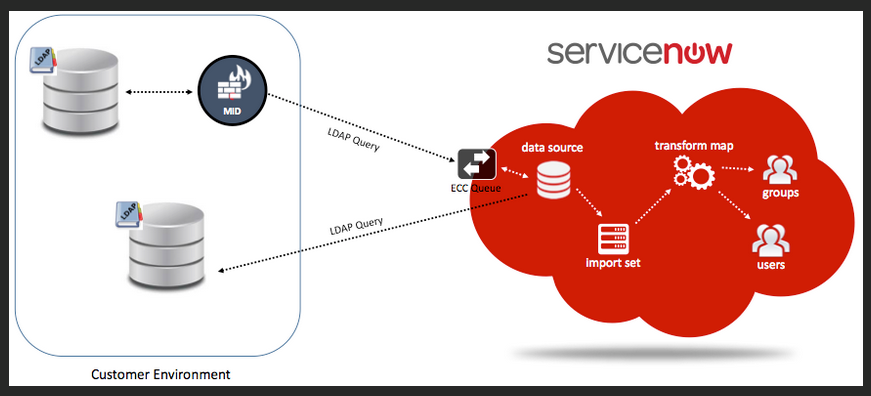 servicenow
LDAP
MID
LDAP Query
data source
transform map
ECC Queue
groups
LDAP
LDAP Query
import set
users
Customer Environment